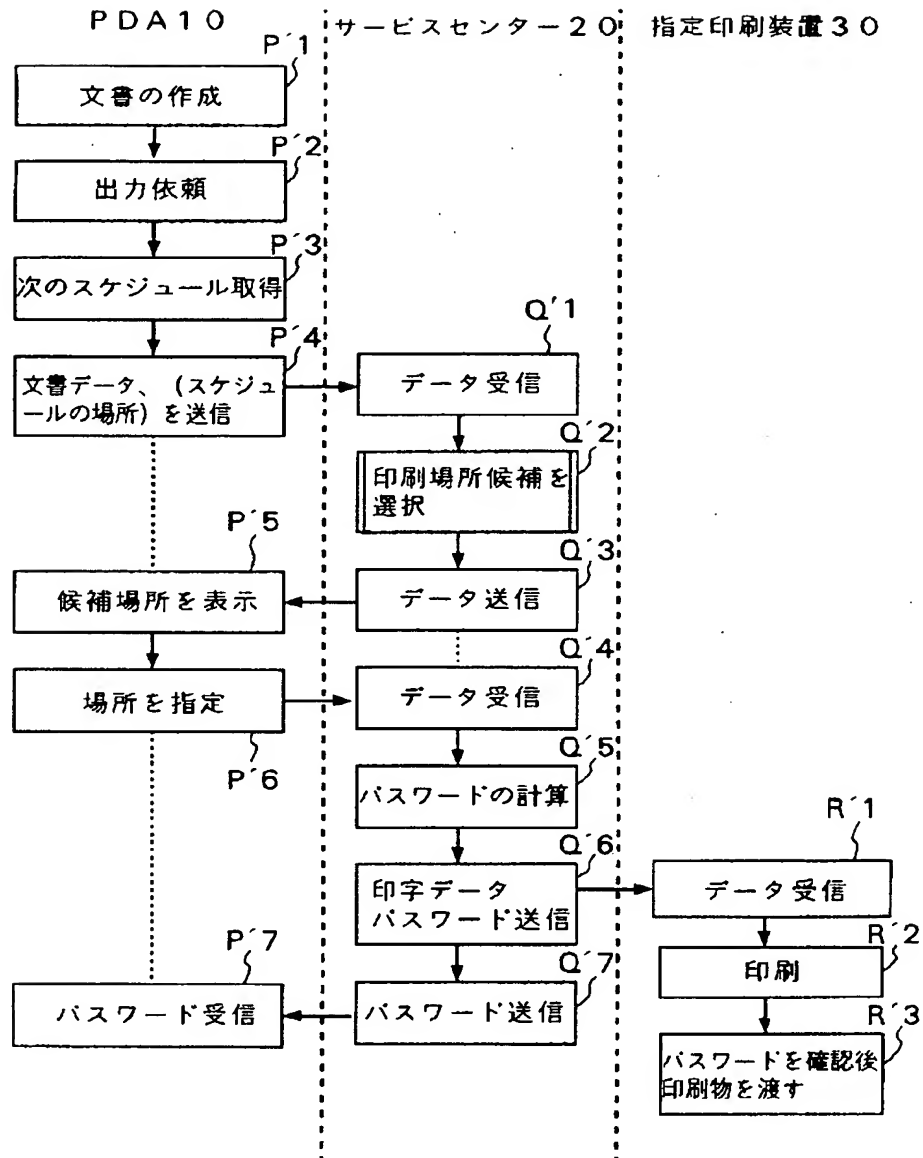 PDA10
サービスセンター20
指定印刷装置30
P´1
文書の作成
P´2
出力依頼
P´3
次のスケジュール取得
P´4
文書データ、(スケジュ
ールの場所)を送信
Q´1
データ受信
Q´2
印刷場所候補を
選択
P´5
候補場所を表示
Q´3
データ送信
P´6
場所を指定
Q´4
データ受信
Q´5
パスワードの計算
Q´6
印字データ
パスワード送信
R´1
データ受信
R´2
印刷
P´7
パスワード受信
Q´7
パスワード送信
R´3
パスワードを確認後
印刷物を渡す